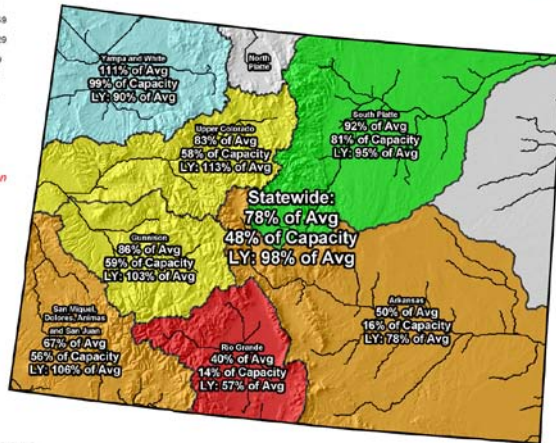 Yampa and White
111% of Avg
99% of Capacity
LY: 90% of Avg
North
Platte
South Platte
92% of Avg
81% of Capacity
LY: 95% of Avg
Upper Colorado
83% of Avg
58% of Capacity
LY: 113% of Avg
Statewide:
78% of Avg
48% of Capacity
LY: 98% of Avg
Gunnison
86% of Avg
59% of Capacity
LY: 103% of Avg
Arkansas
50% of Avg
16% of Capacity
LY: 78% of Avg
San Miguel,
Dolores, Animas
and San Juan
67% of Avg
56% of Capacity
LY: 106% of Avg
Rio Grande
40% of Avg
14% of Capacity
LY: 57% of Avg